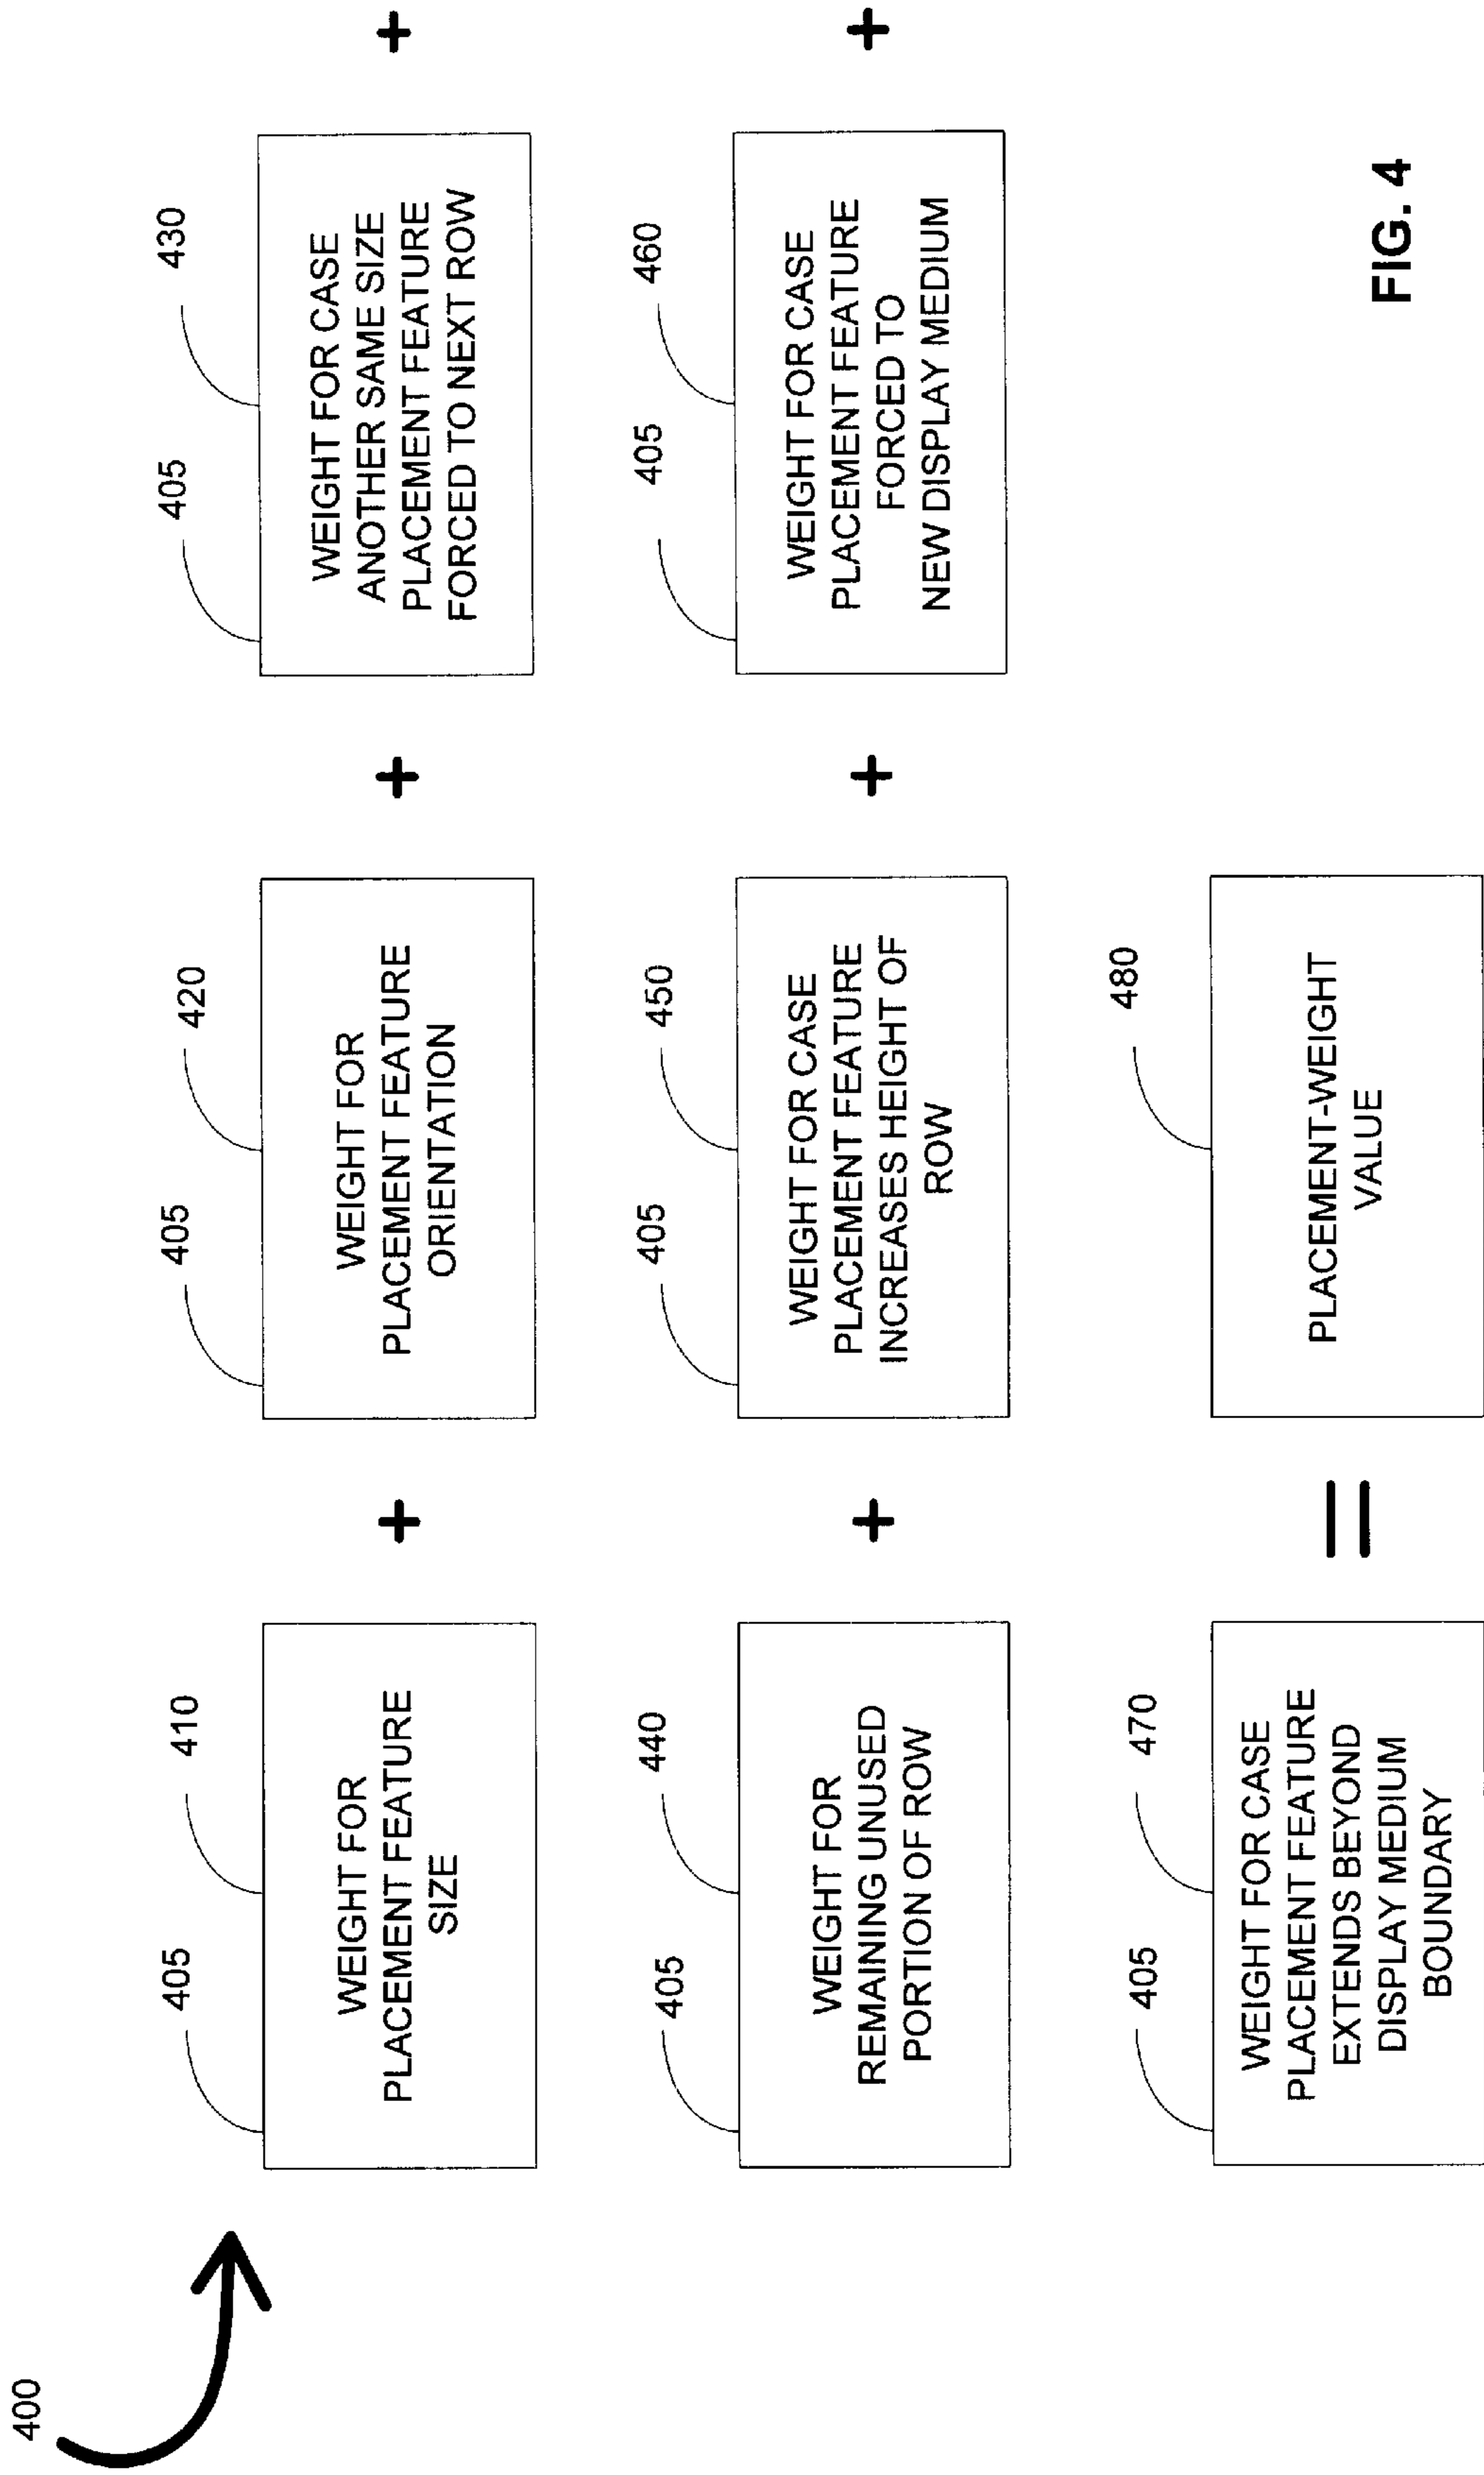 400
405
410
WEIGHT FOR
PLACEMENT FEATURE
SIZE
+
405
420
WEIGHT FOR
PLACEMENT FEATURE
ORIENTATION
+
405
430
WEIGHT FOR CASE
ANOTHER SAME SIZE
PLACEMENT FEATURE
FORCED TO NEXT ROW
+
405
440
WEIGHT FOR
REMAINING UNUSED
PORTION OF ROW
+
405
450
WEIGHT FOR CASE
PLACEMENT FEATURE
INCREASES HEIGHT OF
ROW
+
405
460
WEIGHT FOR CASE
PLACEMENT FEATURE
FORCED TO
NEW DISPLAY MEDIUM
+
405
470
WEIGHT FOR CASE
PLACEMENT FEATURE
EXTENDS BEYOND
DISPLAY MEDIUM
BOUNDARY
=
480
PLACEMENT-WEIGHT
VALUE
FIG. 4